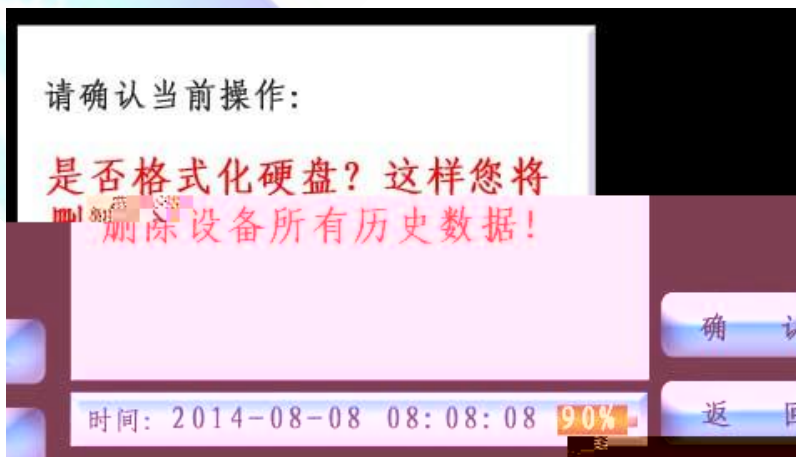 请确认当前操作:
是否格式化硬盘? 这样您将
删除设备所有历史数据!
确
时间: 2014-08-08 08:08:08 90%
返